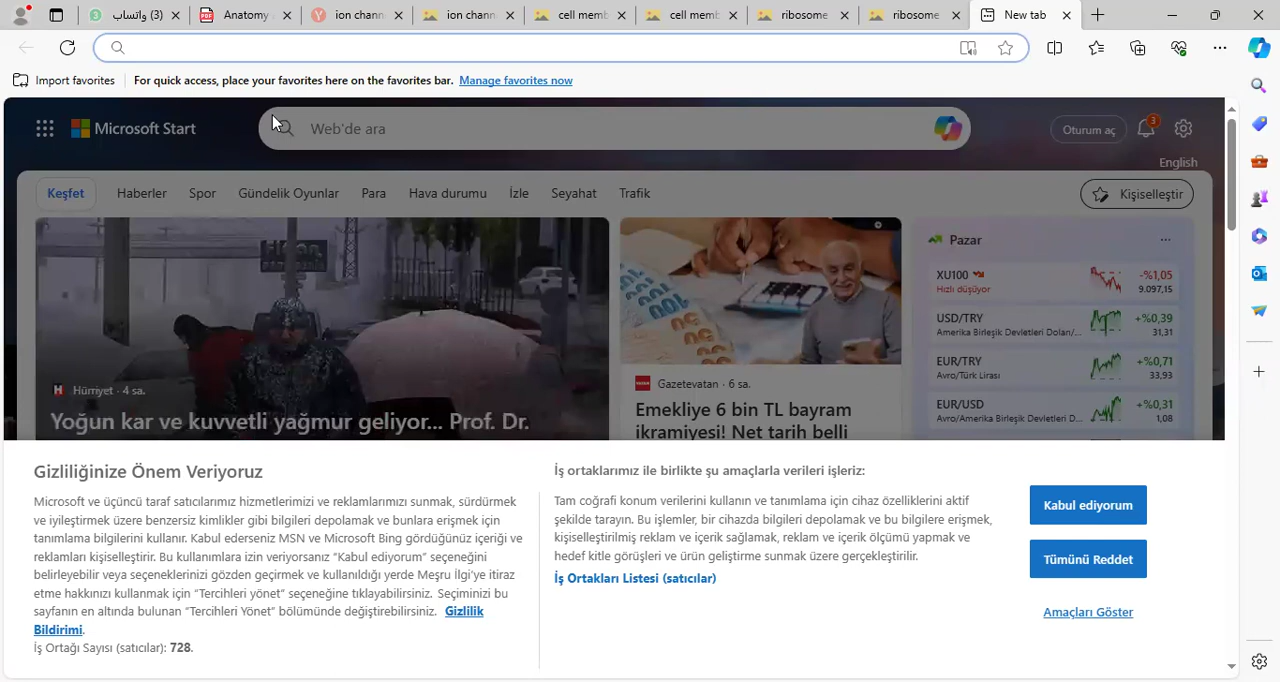 واتساب (3)
Anatomy
ion chann
ion chann
cell memb
cell memb
ribosome
ribosome
New tab
Import favorites
For quick access, place your favorites here on the favorites bar. Manage favorites now
Microsoft Start
Web'de ara
Oturum aç
3
English
Keşfet
Haberler
Spor
Gündelik Oyunlar
Para
Hava durumu
İzle
Seyahat
Trafik
Kişiselleştir
Hürriyet · 4 sa.
Yoğun kar ve kuvvetli yağmur geliyor... Prof. Dr.
Gazetevatan · 6 sa.
Emekliye 6 bin TL bayram
ikramiyesi! Net tarih belli
Pazar
XU100
-%1,05
Hızlı düşüyor
9.097,15
USD/TRY
+%0,39
Amerika Birleşik Devletleri Doları/...
31,31
EUR/TRY
+%0,71
Avro/Türk Lirası
33,93
EUR/USD
+%0,31
Avro/Amerika Birleşik Devletleri D...
1,08
Gizliliğinize Önem Veriyoruz
Microsoft ve üçüncü taraf satıcılarımız hizmetlerimizi ve reklamlarımızı sunmak, sürdürmek
ve iyileştirmek üzere benzersiz kimlikler gibi bilgileri depolamak ve bunlara erişmek için
tanımlama bilgilerini kullanır. Kabul ederseniz MSN ve Microsoft Bing gördüğünüz içeriği ve
reklamları kişiselleştirir. Bu kullanımlara izin veriyorsanız “Kabul ediyorum” seçeneğini
belirleyebilir veya seçeneklerinizi gözden geçirmek ve kullanıldığı yerde Meşru İlgi'ye itiraz
etme hakkınızı kullanmak için “Tercihleri yönet” seçeneğine tıklayabilirsiniz. Seçiminizi bu
sayfanın en altında bulunan “Tercihleri Yönet” bölümünde değiştirebilirsiniz. Gizlilik
Bildirimi.
İş Ortağı Sayısı (satıcılar): 728.
İş ortaklarımız ile birlikte şu amaçlarla verileri işleriz:
Tam coğrafi konum verilerini kullanın ve tanımlama için cihaz özelliklerini aktif
şekilde tarayın. Bu işlemler, bir cihazda bilgileri depolamak ve bu bilgilere erişmek,
kişiselleştirilmiş reklam ve içerik sağlamak, reklam ve içerik ölçümü yapmak ve
hedef kitle görüşleri ve ürün geliştirme sunmak üzere gerçekleştirilir.
İş Ortakları Listesi (satıcılar)
Kabul ediyorum
Tümünü Reddet
Amaçları Göster